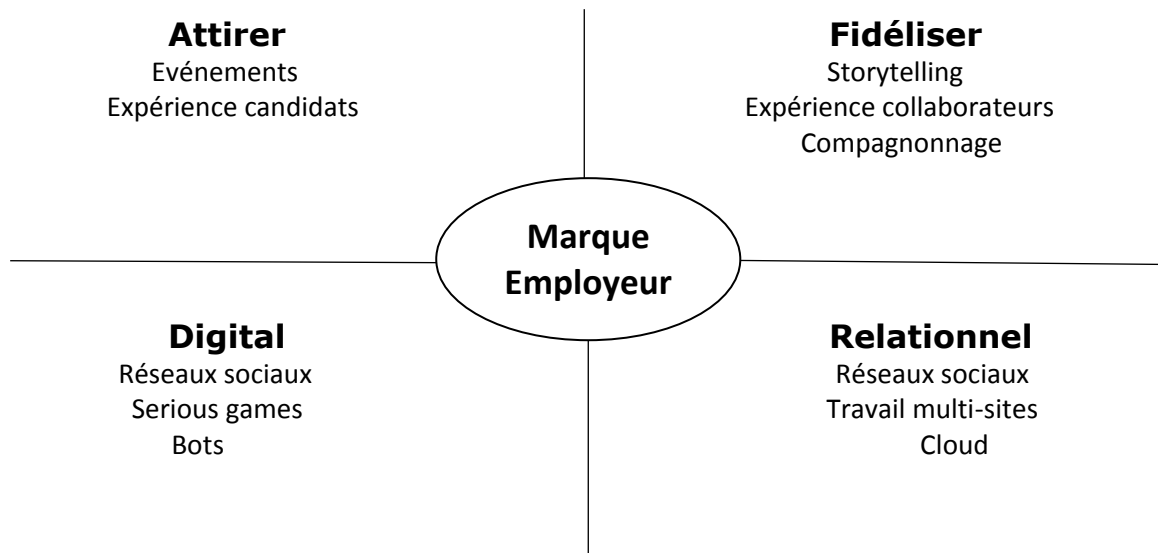 Attirer
Evénements
Expérience candidats
Fidéliser
Storytelling
Expérience collaborateurs
Compagnonnage
Marque
Employeur
Digital
Réseaux sociaux
Serious games
Bots
Relationnel
Réseaux sociaux
Travail multi-sites
Cloud